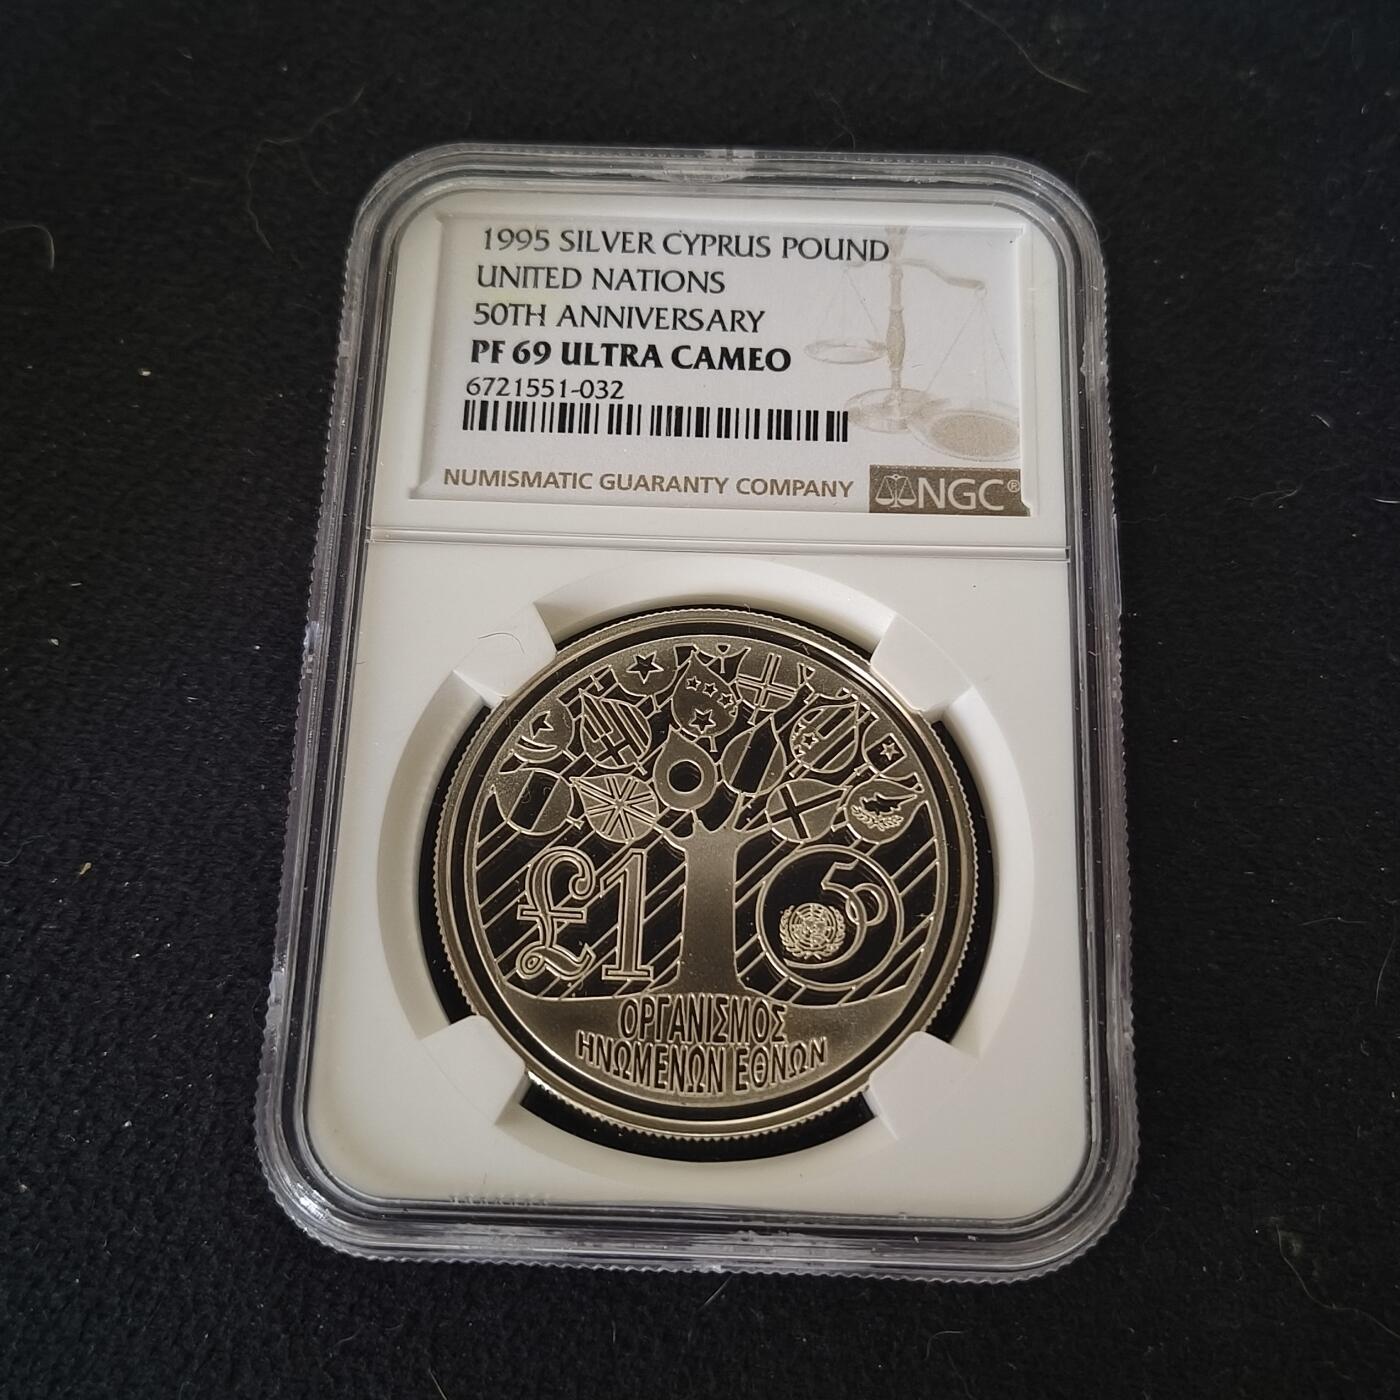 1995 SILVER CYPRUS POUND
UNITED NATIONS
50TH ANNIVERSARY
PF 69 ULTRA CAMEO
6721551-032
NUMISMATIC GUARANTY COMPANY
NGC®
£1
50
ΟΡΓΑΝΙΣΜΟΣ
ΗΝΩΜΕΝΩΝ ΕΘΝΩΝ